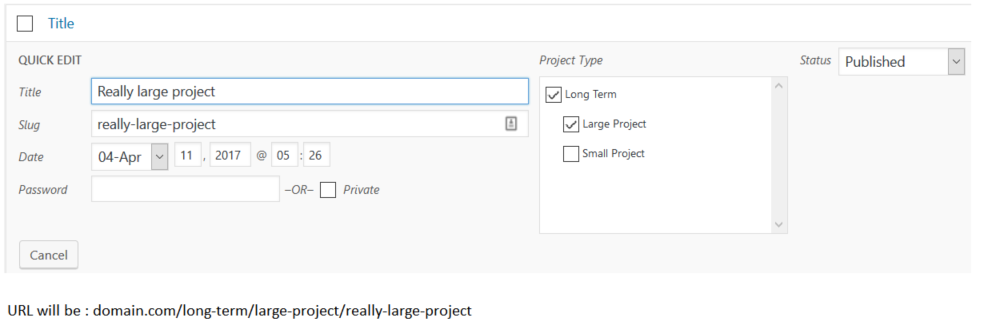 Title
QUICK EDIT
Title Really large project
Slug really-large-project
Date 04-Apr 11 , 2017 @ 05 : 26
Password –OR– Private
Cancel
Project Type
Long Term
Large Project
Small Project
Status Published
URL will be : domain.com/long-term/large-project/really-large-project